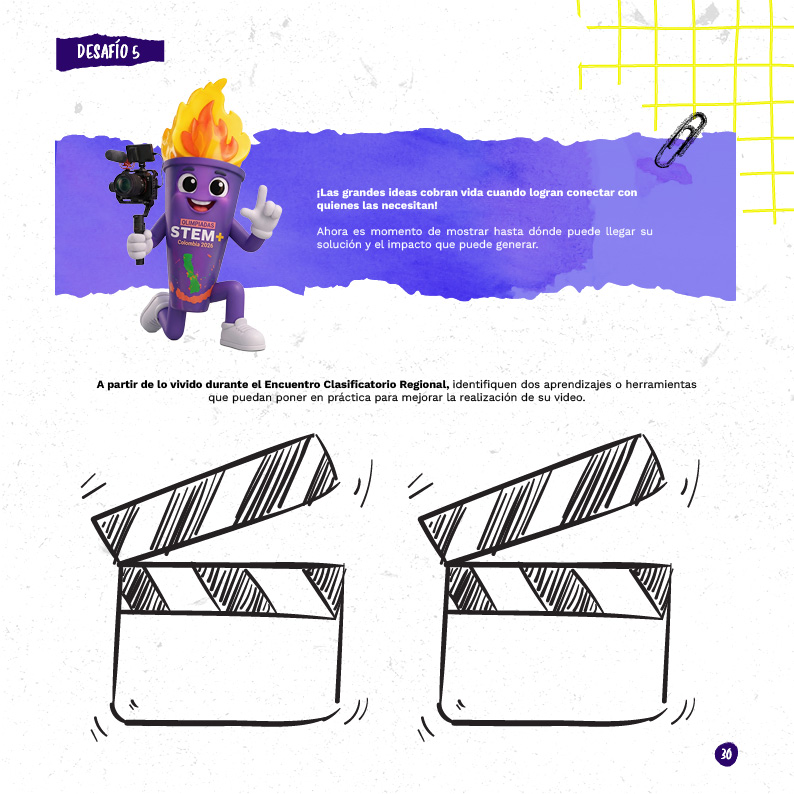 DESAFÍO 5
¡Las grandes ideas cobran vida cuando logran conectar con
quienes las necesitan!
Ahora es momento de mostrar hasta dónde puede llegar su
solución y el impacto que puede generar.
OLIMPIADAS
STEM+
Colombia 2026
A partir de lo vivido durante el Encuentro Clasificatorio Regional, identifiquen dos aprendizajes o herramientas
que puedan poner en práctica para mejorar la realización de su video.
36